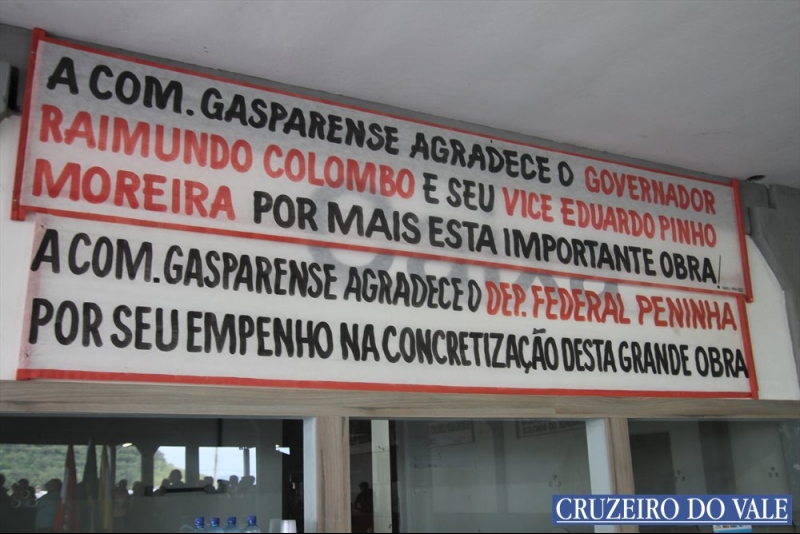 A COM. GASPARENSE AGRADECE O GOVERNADOR
RAIMUNDO COLOMBO E SEU VICE EDUARDO PINHO
MOREIRA POR MAIS ESTA IMPORTANTE OBRA!
A COM. GASPARENSE AGRADECE O DEP. FEDERAL PENINHA
POR SEU EMPENHO NA CONCRETIZAÇÃO DESTA GRANDE OBRA
CRUZEIRO DO VALE